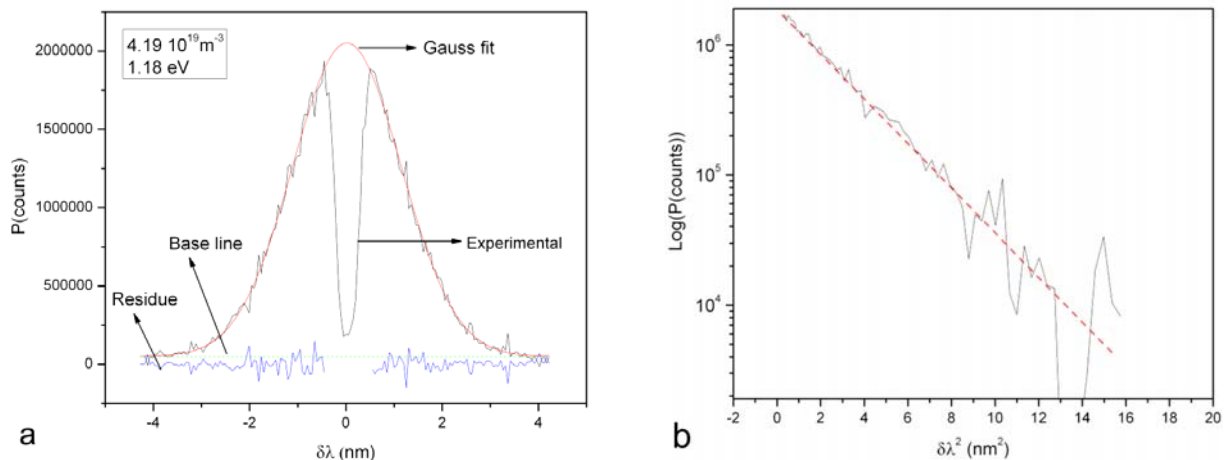 4.19 10¹⁹m⁻³
1.18 eV
Gauss fit
Base line
Experimental
Residue
P(counts)
2000000
1500000
1000000
500000
0
-4
-2
0
2
4
δλ (nm)
a
Log(P(counts))
10⁶
10⁵
10⁴
-2
0
2
4
6
8
10
12
14
16
18
20
δλ² (nm²)
b